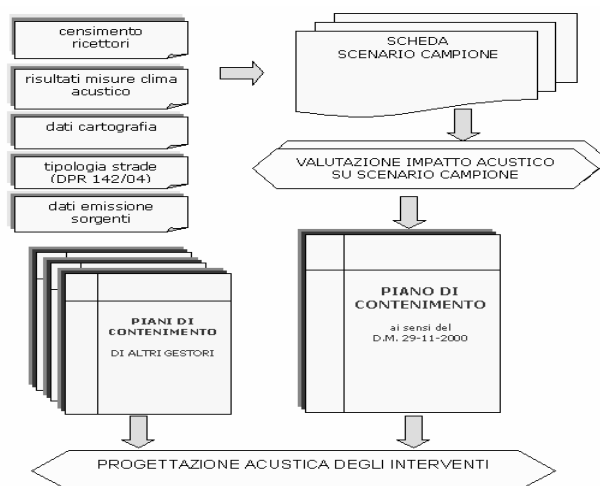 censimento
ricettori
risultati misure clima
acustico
dati cartografia
tipologia strade
(DPR 142/04)
dati emissione
sorgenti
SCHEDA
SCENARIO CAMPIONE
VALUTAZIONE IMPATTO ACUSTICO
SU SCENARIO CAMPIONE
PIANI DI
CONTENIMENTO
DI ALTRI GESTORI
PIANO DI
CONTENIMENTO
ai sensi del
D.M. 29-11-2000
PROGETTAZIONE ACUSTICA DEGLI INTERVENTI